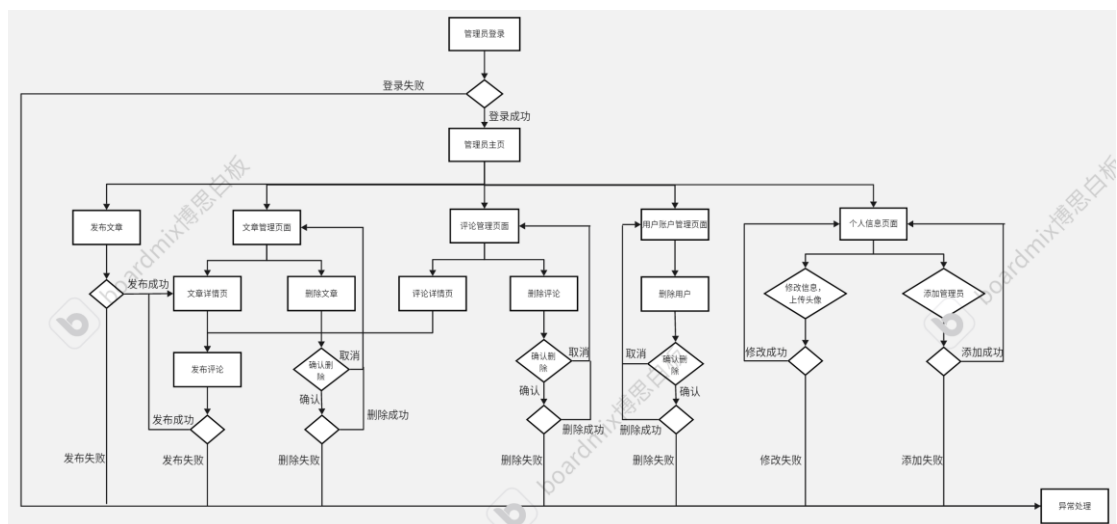 管理员登录
登录失败
登录成功
管理员主页
发布文章
文章管理页面
评论管理页面
用户账户管理页面
个人信息页面
发布成功
文章详情页
删除文章
评论详情页
删除评论
删除用户
修改信息,
上传头像
添加管理员
发布评论
确认删
除
取消
确认删
除
取消
取消
确认删
除
修改成功
添加成功
确认
确认
确认
发布成功
删除成功
删除成功
删除成功
发布失败
发布失败
删除失败
删除失败
删除失败
修改失败
添加失败
异常处理
boardmix博思白板
boardmix博思白板
boardmix博思白板